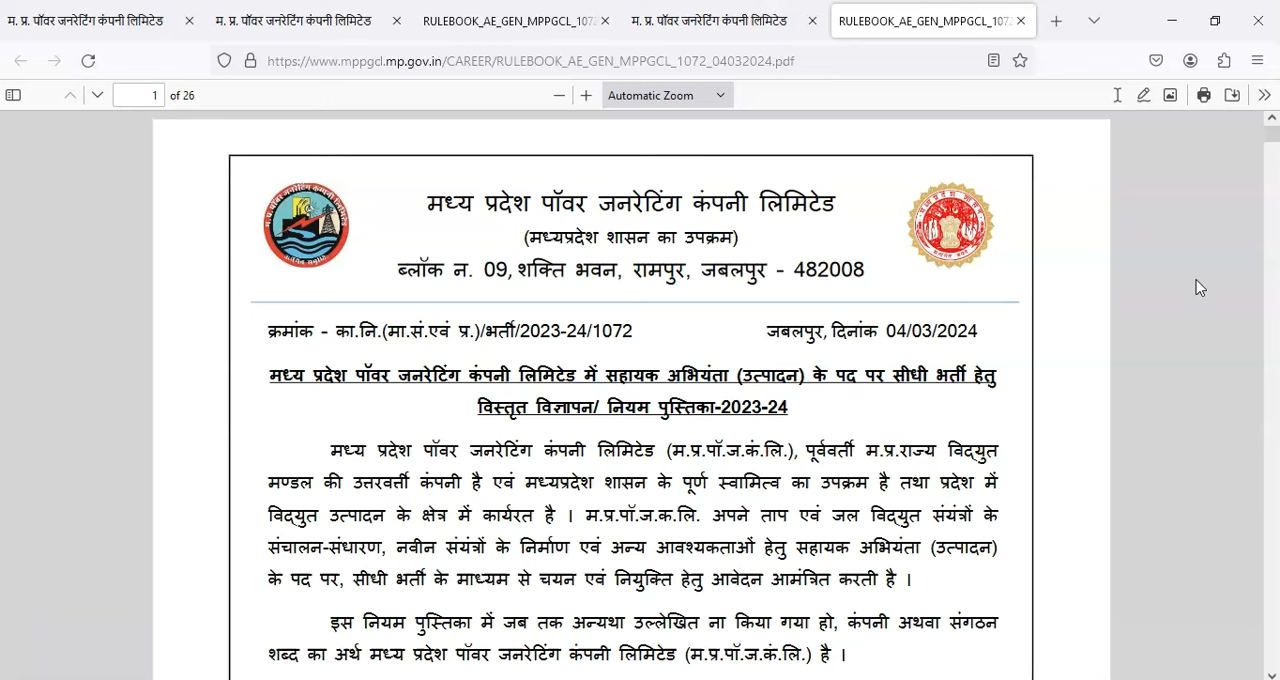 म. प्र. पॉवर जनरेटिंग कंपनी लिमिटेड
म. प्र. पॉवर जनरेटिंग कंपनी लिमिटेड
RULEBOOK_AE_GEN_MPPGCL_1072
म. प्र. पॉवर जनरेटिंग कंपनी लिमिटेड
RULEBOOK_AE_GEN_MPPGCL_1072
https://www.mppgcl.mp.gov.in/CAREER/RULEBOOK_AE_GEN_MPPGCL_1072_04032024.pdf
1 of 26
Automatic Zoom
मध्य प्रदेश पॉवर जनरेटिंग कंपनी लिमिटेड
(मध्यप्रदेश शासन का उपक्रम)
ब्लॉक न. 09, शक्ति भवन, रामपुर, जबलपुर - 482008
क्रमांक - का.नि.(मा.सं.एवं प्र.)/भर्ती/2023-24/1072 जबलपुर, दिनांक 04/03/2024
मध्य प्रदेश पॉवर जनरेटिंग कंपनी लिमिटेड में सहायक अभियंता (उत्पादन) के पद पर सीधी भर्ती हेतु
विस्तृत विज्ञापन/ नियम पुस्तिका-2023-24
मध्य प्रदेश पॉवर जनरेटिंग कंपनी लिमिटेड (म.प्र.पॉ.ज.कं.लि.), पूर्ववर्ती म.प्र.राज्य विद्युत
मण्डल की उत्तरवर्त्ती कंपनी है एवं मध्यप्रदेश शासन के पूर्ण स्वामित्व का उपक्रम है तथा प्रदेश में
विद्युत उत्पादन के क्षेत्र में कार्यरत है । म.प्र.पॉ.ज.क.लि. अपने ताप एवं जल विद्युत संयंत्रों के
संचालन-संधारण, नवीन संयंत्रों के निर्माण एवं अन्य आवश्यकताओं हेतु सहायक अभियंता (उत्पादन)
के पद पर, सीधी भर्ती के माध्यम से चयन एवं नियुक्ति हेतु आवेदन आमंत्रित करती है ।
इस नियम पुस्तिका में जब तक अन्यथा उल्लेखित ना किया गया हो, कंपनी अथवा संगठन
शब्द का अर्थ मध्य प्रदेश पॉवर जनरेटिंग कंपनी लिमिटेड (म.प्र.पॉ.ज.कं.लि.) है ।